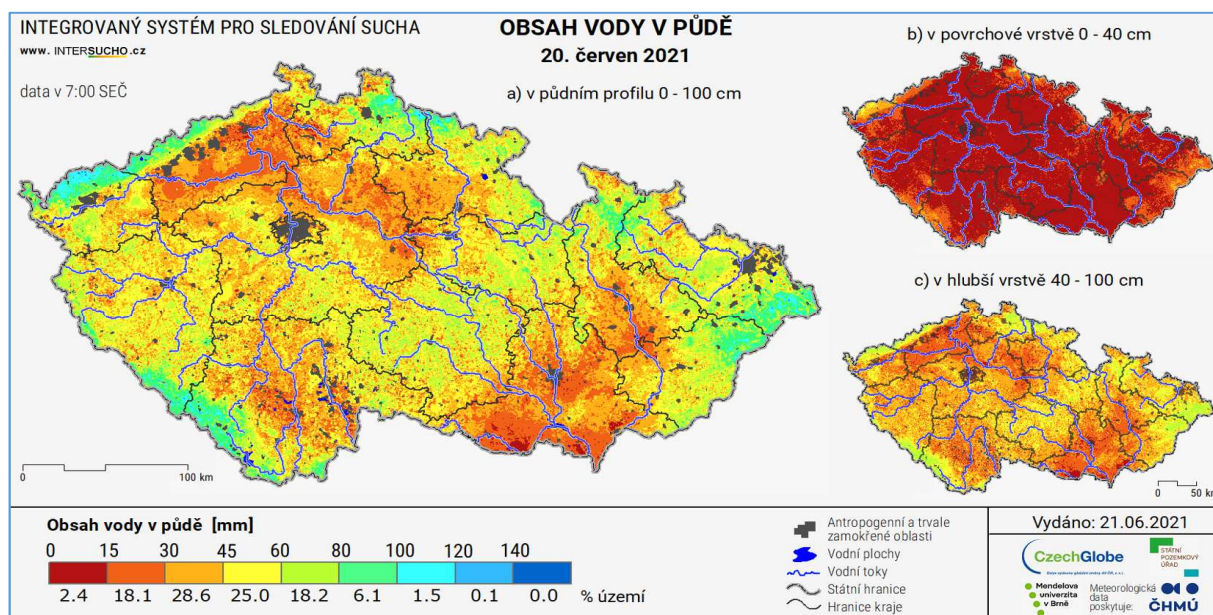 INTEGROVANÝ SYSTÉM PRO SLEDOVÁNÍ SUCHA
www. INTERSUCHO.cz
data v 7:00 SEČ
OBSAH VODY V PŮDĚ
20. červen 2021
a) v půdním profilu 0 - 100 cm
b) v povrchové vrstvě 0 - 40 cm
c) v hlubší vrstvě 40 - 100 cm
0 100 km
0 50 km
Obsah vody v půdě [mm]
0 15 30 45 60 80 100 120 140
2.4 18.1 28.6 25.0 18.2 6.1 1.5 0.1 0.0 % území
Antropogenní a trvale
zamokřené oblasti
Vodní plochy
Vodní toky
Státní hranice
Hranice kraje
Vydáno: 21.06.2021
CzechGlobe
STÁTNÍ
POZEMKOVÝ
ÚŘAD
Mendelova
univerzita
v Brně
Meteorologická
data
poskytuje:
ČHMÚ